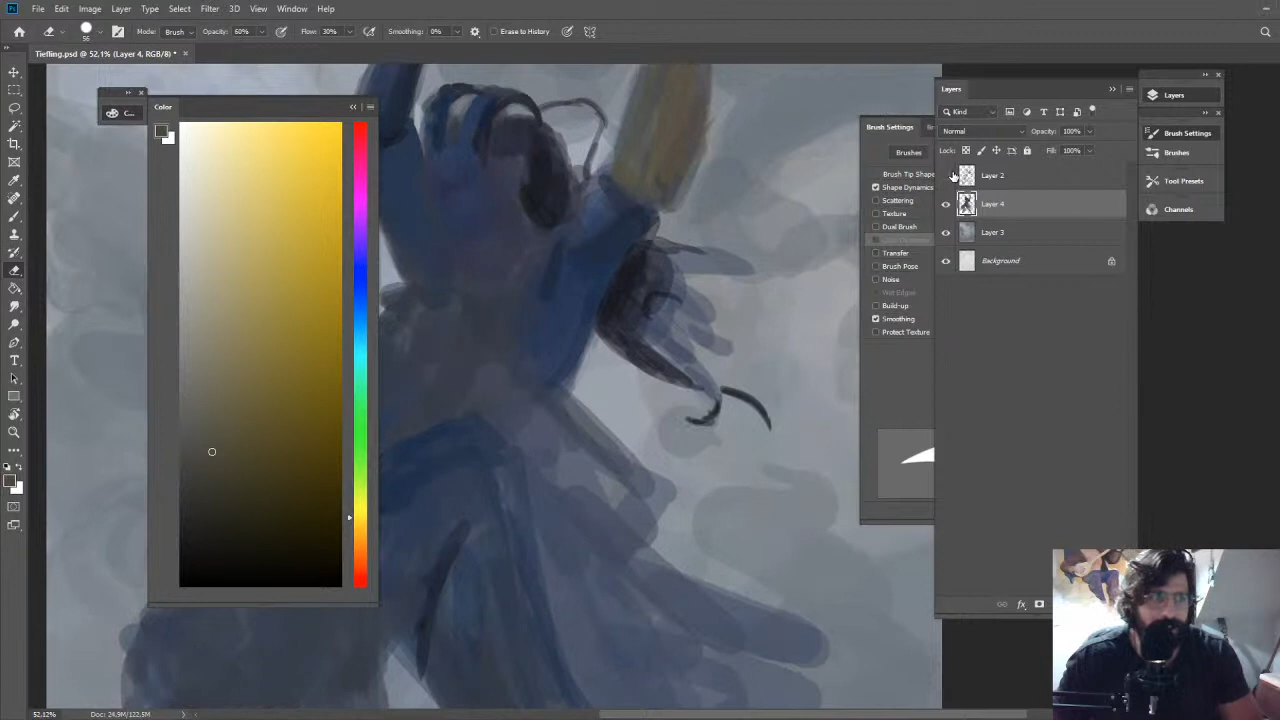 Ps File Edit Image Layer Type Select Filter 3D View Window Help
56 Mode: Brush Opacity: 60% Flow: 30% Smoothing: 0% Erase to History
Tiefling.psd @ 52,1% (Layer 4, RGB/8) * ×
C...
Color
Layers
Kind
Normal Opacity: 100%
Lock: Fill: 100%
Layer 2
Layer 4
Layer 3
Background
fx
Brush Settings
Brushes
Brush Tip Shape
Shape Dynamics
Scattering
Texture
Dual Brush
Transfer
Brush Pose
Noise
Wet Edges
Build-up
Smoothing
Protect Texture
Layers
Brush Settings
Brushes
Tool Presets
Channels
52,12% Doc: 24,9M/122,5M